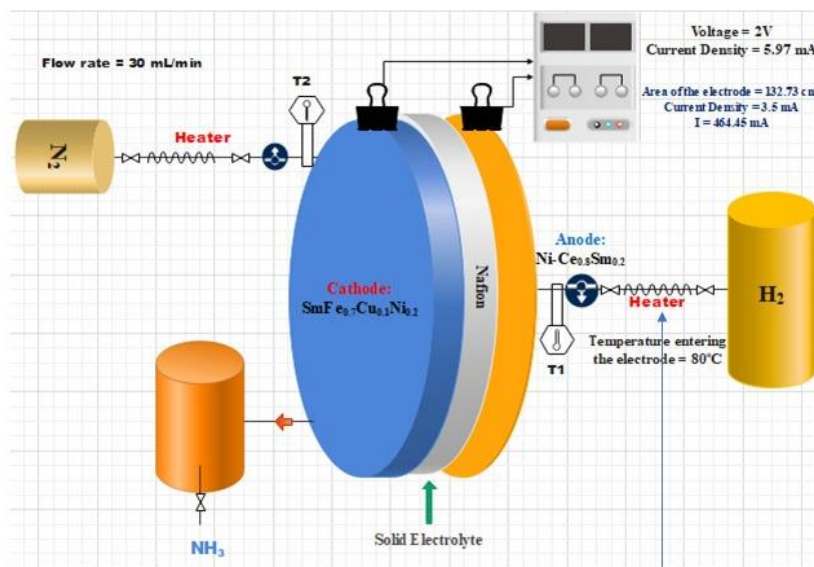 Voltage = 2V
Current Density = 5.97 mA
Flow rate = 30 mL/min
T2
Area of the electrode = 132.73 cm
Current Density = 3.5 mA
I = 464.45 mA
N₂
Heater
Anode:
Ni-Ce₀.₈Sm₀.₂
Cathode:
SmFe₀.₇Cu₀.₁Ni₀.₂
Nafion
H₂
Heater
Temperature entering
the electrode = 80°C
T1
Solid Electrolyte
NH₃